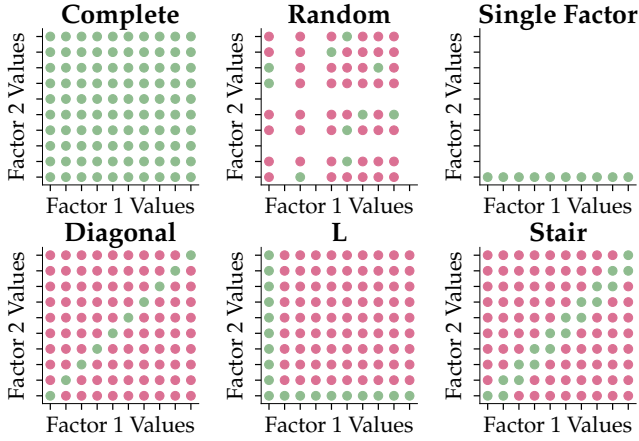 Complete
Random
Single Factor
Factor 2 Values
Factor 2 Values
Factor 2 Values
Factor 1 Values
Factor 1 Values
Factor 1 Values
Diagonal
L
Stair
Factor 2 Values
Factor 2 Values
Factor 2 Values
Factor 1 Values
Factor 1 Values
Factor 1 Values